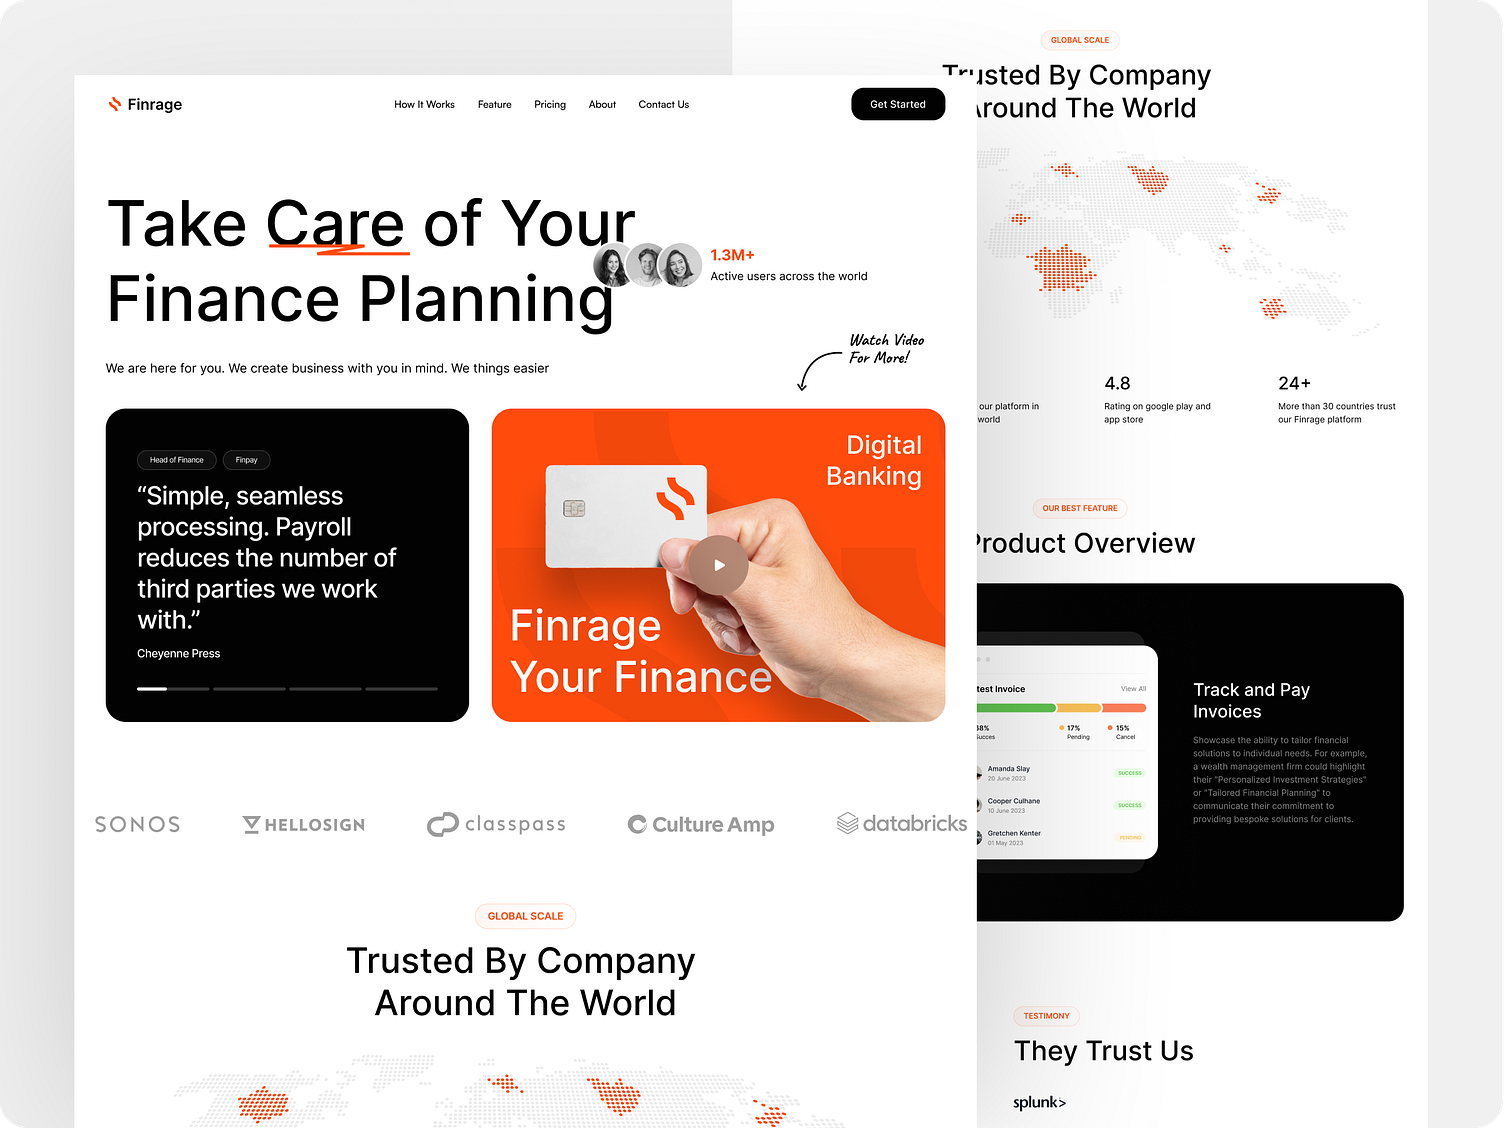 Finrage
How It Works
Feature
Pricing
About
Contact Us
Get Started
Take Care of Your
Finance Planning
1.3M+
Active users across the world
We are here for you. We create business with you in mind. We things easier
Watch Video
For More!
Head of Finance
Finpay
“Simple, seamless
processing. Payroll
reduces the number of
third parties we work
with.”
Cheyenne Press
Digital
Banking
Finrage
Your Finance
SONOS
HELLOSIGN
classpass
Culture Amp
databricks
GLOBAL SCALE
Trusted By Company
Around The World
GLOBAL SCALE
Trusted By Company
Around The World
our platform in
world
4.8
Rating on google play and
app store
24+
More than 30 countries trust
our Finrage platform
OUR BEST FEATURE
Product Overview
test Invoice
View All
68%
ucces
17%
Pending
15%
Cancel
Amanda Slay
20 June 2023
SUCCESS
Cooper Culhane
10 June 2023
SUCCESS
Gretchen Kenter
01 May 2023
PENDING
Track and Pay
Invoices
Showcase the ability to tailor financial
solutions to individual needs. For example,
a wealth management firm could highlight
their "Personalized Investment Strategies"
or "Tailored Financial Planning" to
communicate their commitment to
providing bespoke solutions for clients.
TESTIMONY
They Trust Us
splunk>